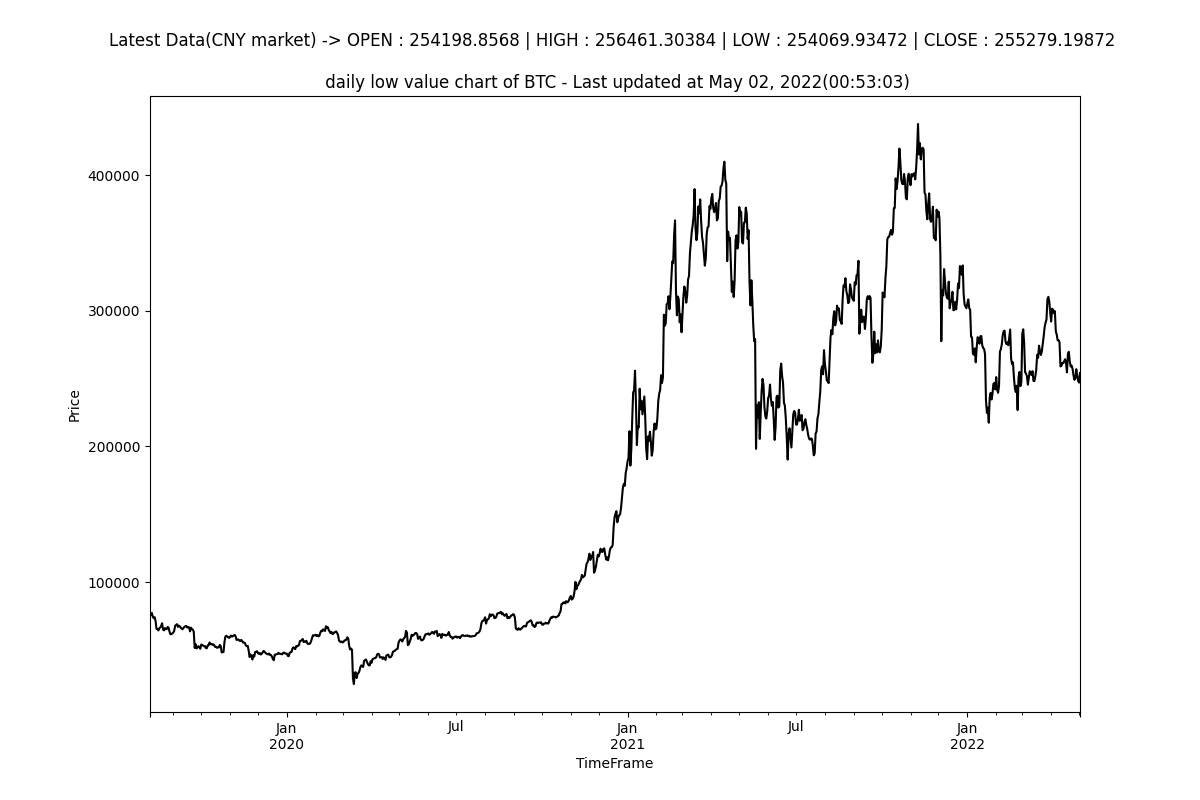 Latest Data(CNY market) -> OPEN : 254198.8568 | HIGH : 256461.30384 | LOW : 254069.93472 | CLOSE : 255279.19872
daily low value chart of BTC - Last updated at May 02, 2022(00:53:03)
400000
300000
200000
100000
Price
Jan
2020
Jul
Jan
2021
Jul
Jan
2022
TimeFrame